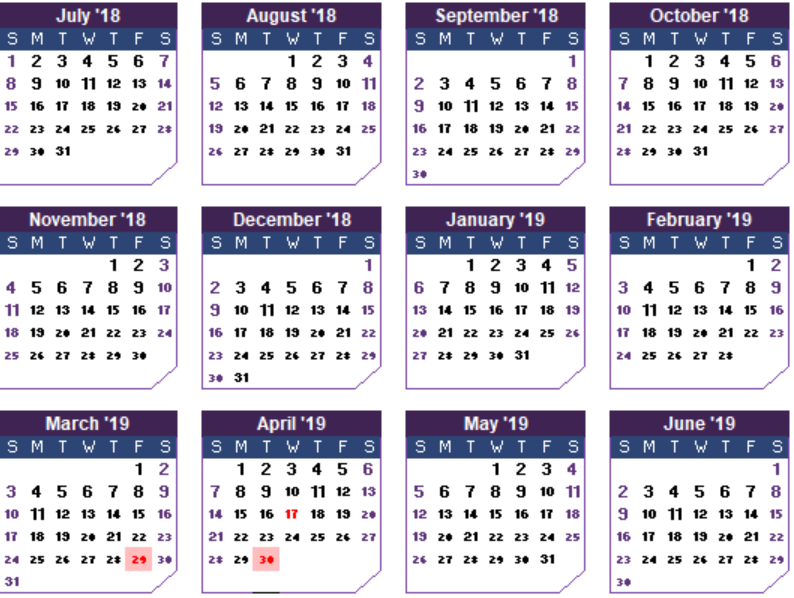 July '18 August '18 September '18 October '18
S M T W T F S S M T W T F S S M T W T F S S M T W T F S
1 2 3 4 5 6 7 1 2 3 4 1 1 2 3 4 5 6
8 9 10 11 12 13 14 5 6 7 8 9 10 11 2 3 4 5 6 7 8 7 8 9 10 11 12 13
15 16 17 18 19 20 21 12 13 14 15 16 17 18 9 10 11 12 13 14 15 14 15 16 17 18 19 20
22 23 24 25 26 27 28 19 20 21 22 23 24 25 16 17 18 19 20 21 22 21 22 23 24 25 26 27
29 30 31 26 27 28 29 30 31 23 24 25 26 27 28 29 28 29 30 31
30
November '18 December '18 January '19 February '19
S M T W T F S S M T W T F S S M T W T F S S M T W T F S
1 2 3 1 1 2 3 4 5 1 2
4 5 6 7 8 9 10 2 3 4 5 6 7 8 6 7 8 9 10 11 12 3 4 5 6 7 8 9
11 12 13 14 15 16 17 9 10 11 12 13 14 15 13 14 15 16 17 18 19 10 11 12 13 14 15 16
18 19 20 21 22 23 24 16 17 18 19 20 21 22 20 21 22 23 24 25 26 17 18 19 20 21 22 23
25 26 27 28 29 30 23 24 25 26 27 28 29 27 28 29 30 31 24 25 26 27 28
30 31
March '19 April '19 May '19 June '19
S M T W T F S S M T W T F S S M T W T F S S M T W T F S
1 2 1 2 3 4 5 6 1 2 3 4 1
3 4 5 6 7 8 9 7 8 9 10 11 12 13 5 6 7 8 9 10 11 2 3 4 5 6 7 8
10 11 12 13 14 15 16 14 15 16 17 18 19 20 12 13 14 15 16 17 18 9 10 11 12 13 14 15
17 18 19 20 21 22 23 21 22 23 24 25 26 27 19 20 21 22 23 24 25 16 17 18 19 20 21 22
24 25 26 27 28 29 30 28 29 30 26 27 28 29 30 31 23 24 25 26 27 28 29
31 30